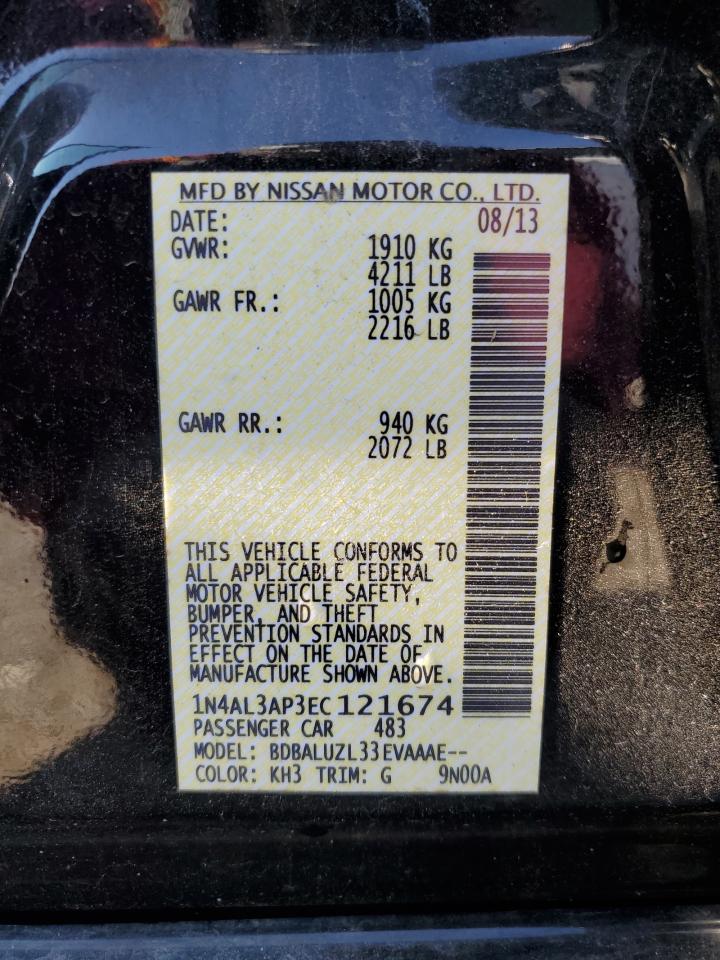 MFD BY NISSAN MOTOR CO., LTD.
DATE: 08/13
GVWR: 1910 KG
4211 LB
GAWR FR.: 1005 KG
2216 LB
GAWR RR.: 940 KG
2072 LB
THIS VEHICLE CONFORMS TO
ALL APPLICABLE FEDERAL
MOTOR VEHICLE SAFETY,
BUMPER, AND THEFT
PREVENTION STANDARDS IN
EFFECT ON THE DATE OF
MANUFACTURE SHOWN ABOVE.
1N4AL3AP3EC121674
PASSENGER CAR 483
MODEL: BDBALUZL33EVAAAE--
COLOR: KH3 TRIM: G 9N00A